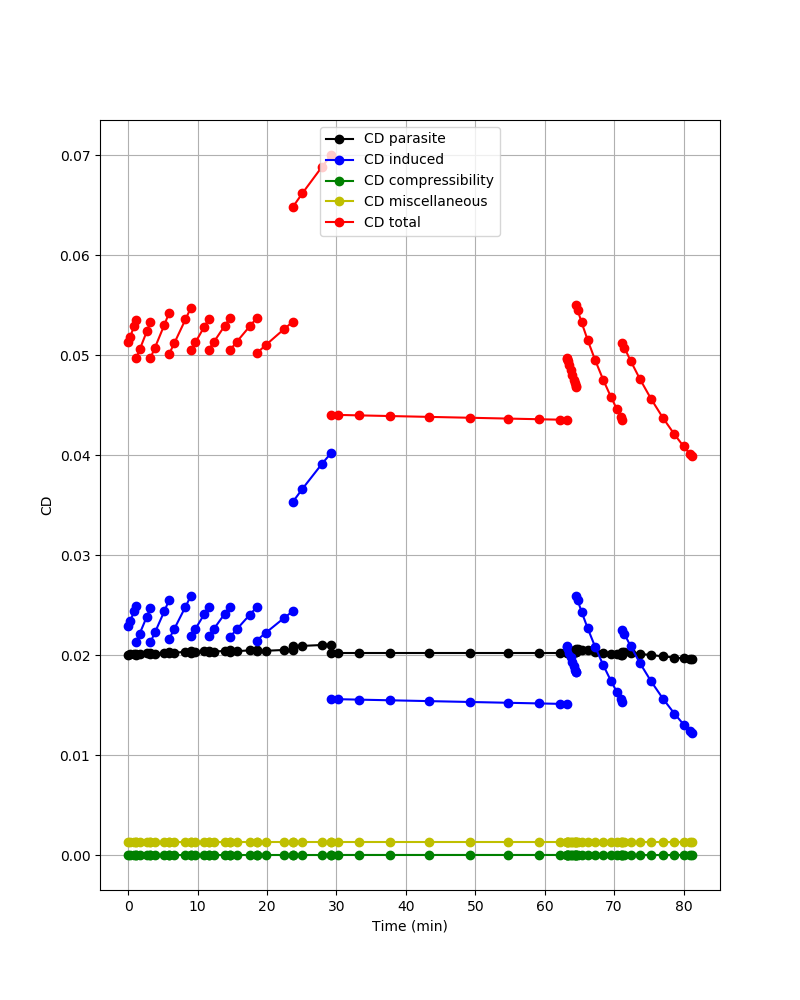 CD parasite
CD induced
CD compressibility
CD miscellaneous
CD total
0.07
0.06
0.05
0.04
0.03
0.02
0.01
0.00
CD
0 10 20 30 40 50 60 70 80
Time (min)